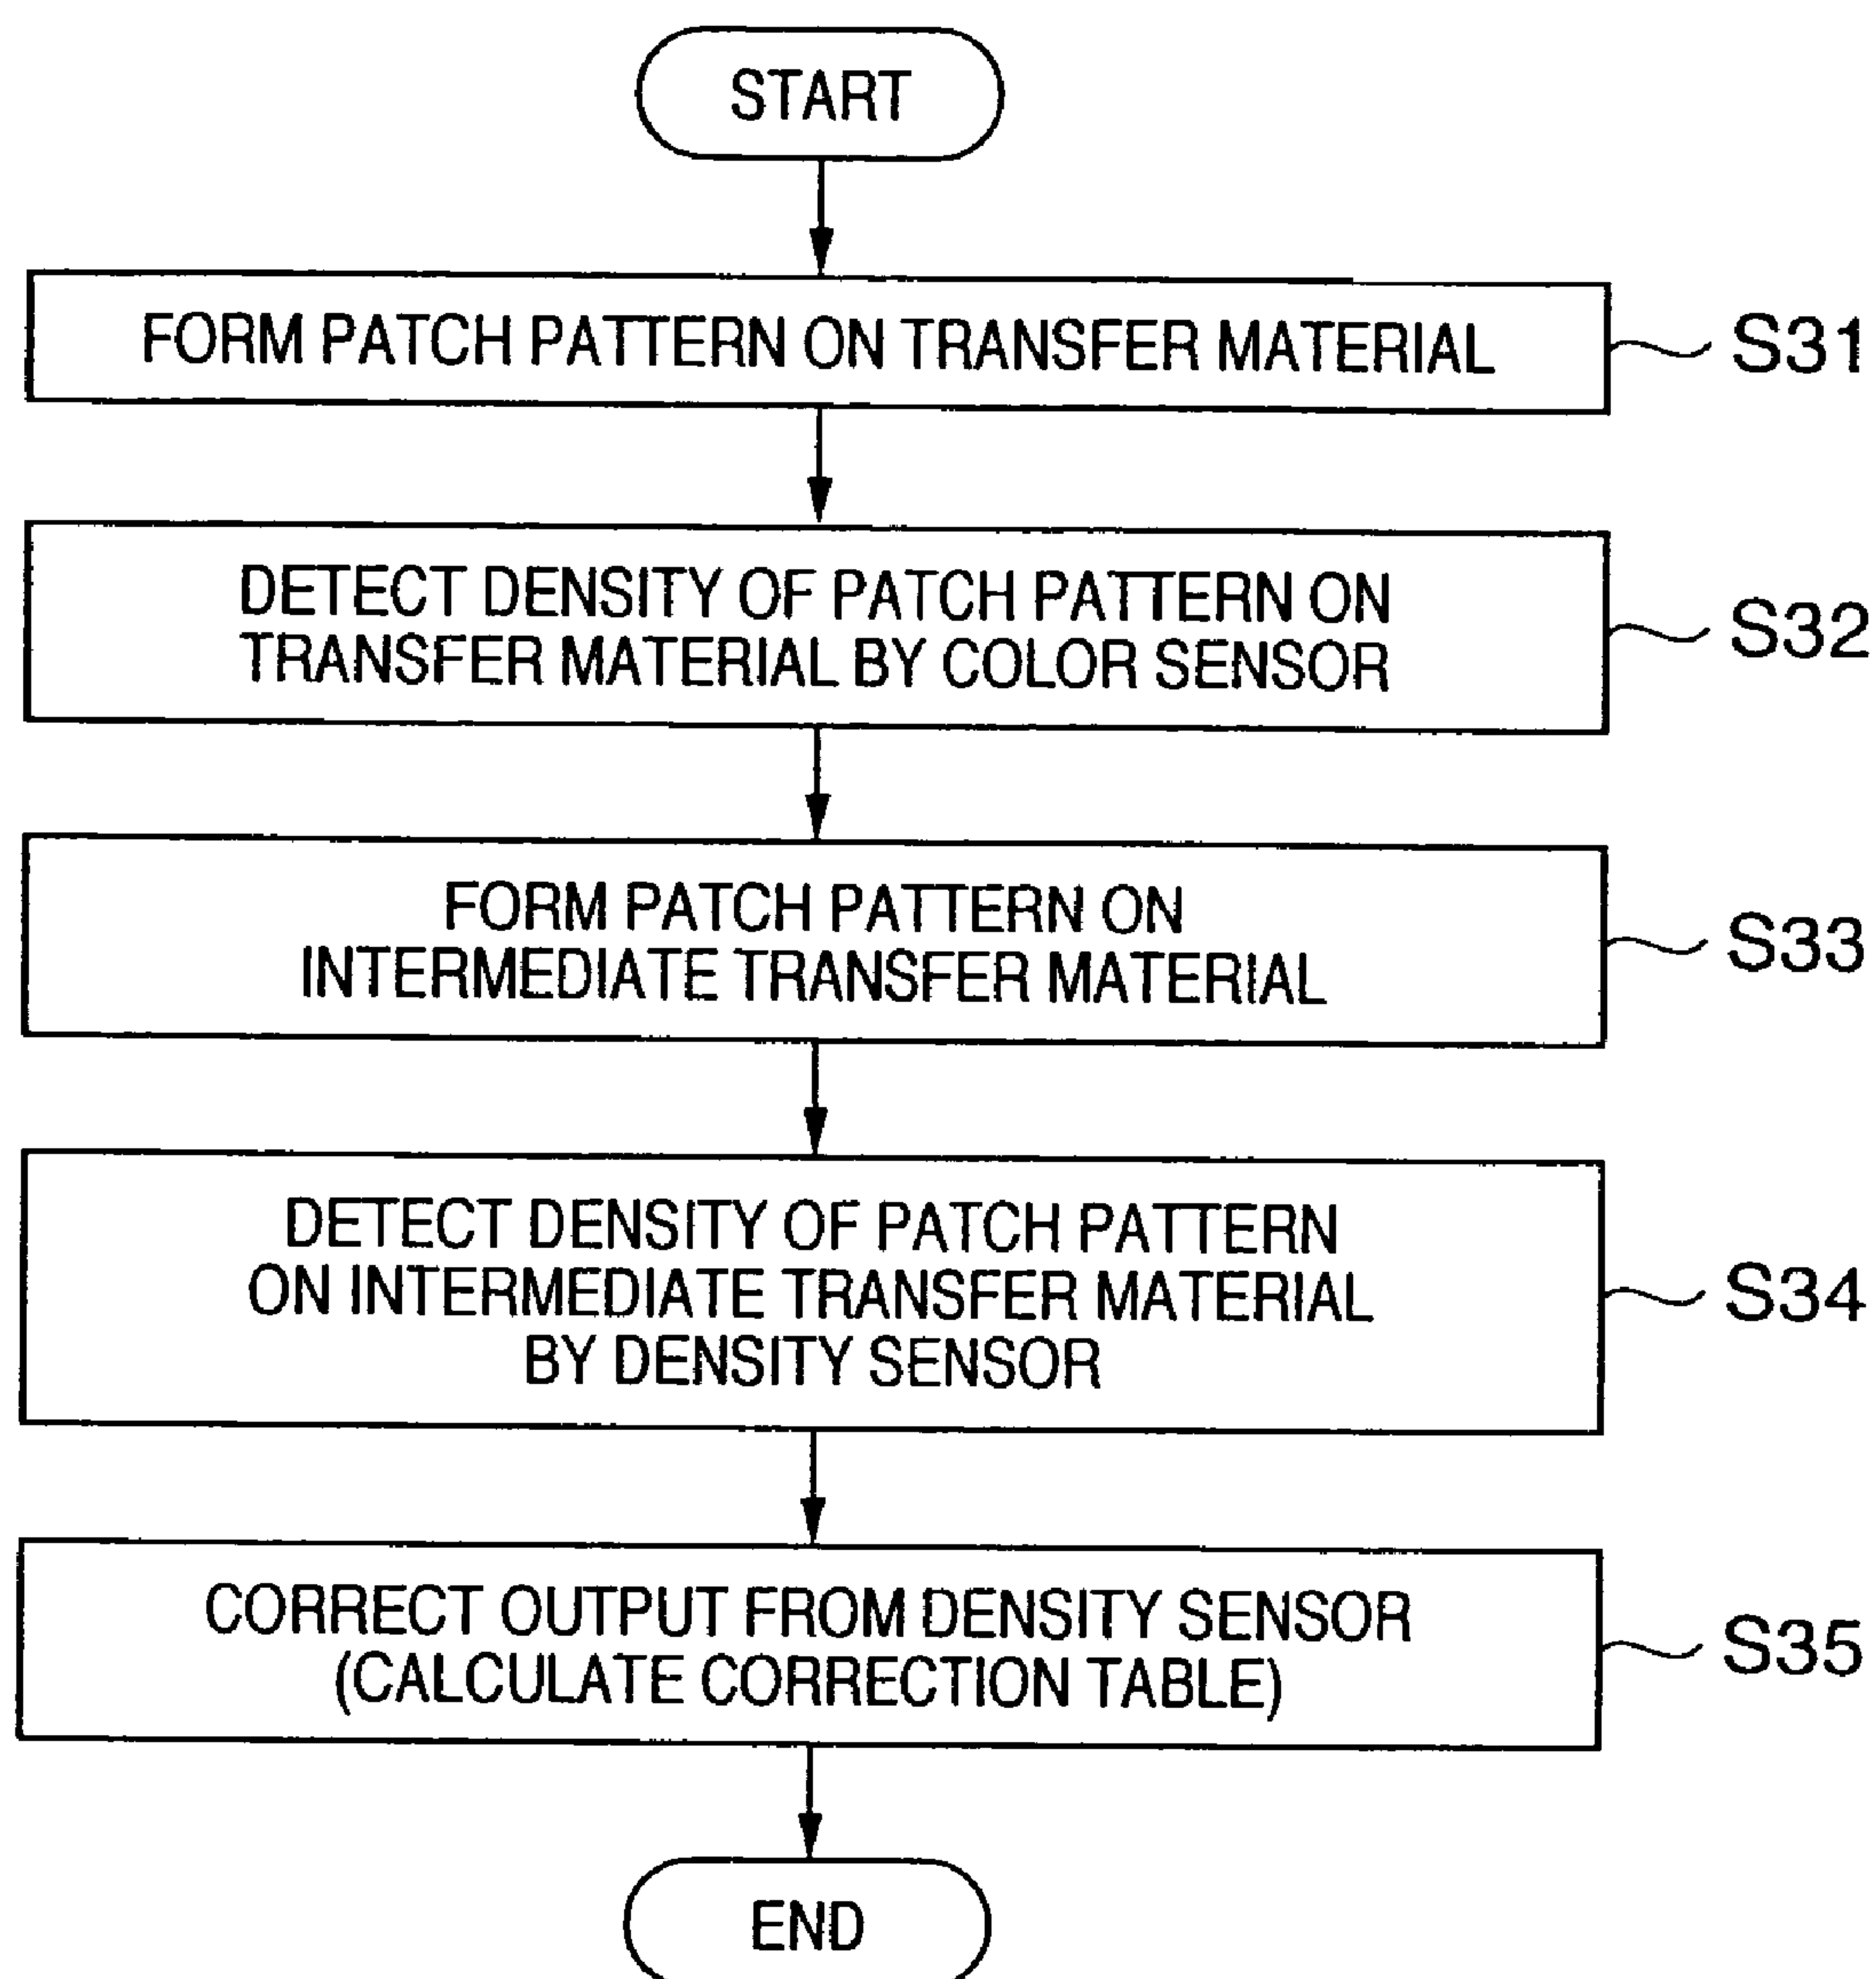 START
FORM PATCH PATTERN ON TRANSFER MATERIAL
S31
DETECT DENSITY OF PATCH PATTERN ON
TRANSFER MATERIAL BY COLOR SENSOR
S32
FORM PATCH PATTERN ON
INTERMEDIATE TRANSFER MATERIAL
S33
DETECT DENSITY OF PATCH PATTERN
ON INTERMEDIATE TRANSFER MATERIAL
BY DENSITY SENSOR
S34
CORRECT OUTPUT FROM DENSITY SENSOR
(CALCULATE CORRECTION TABLE)
S35
END